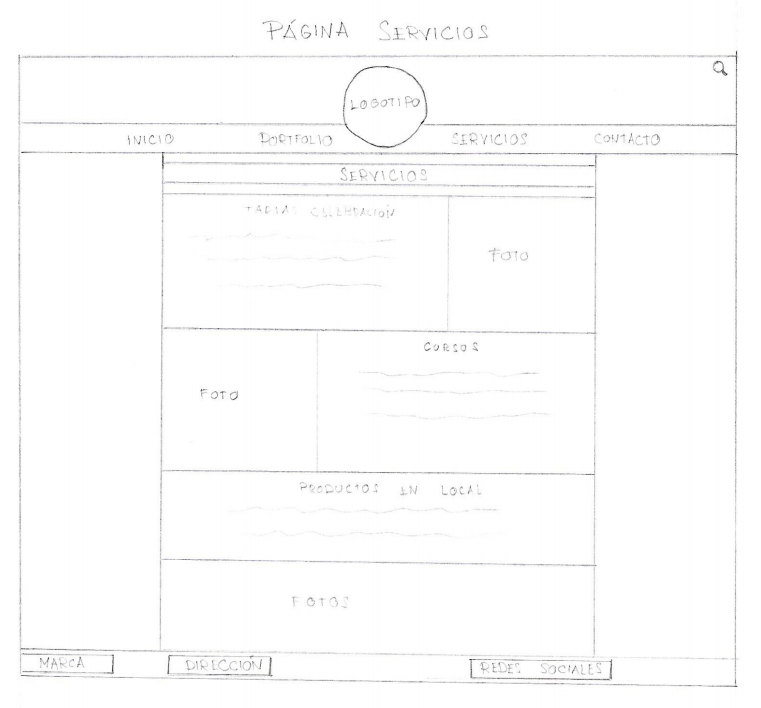 PÁGINA SERVICIOS
LOGOTIPO
INICIO PORTFOLIO SERVICIOS CONTACTO
SERVICIOS
CELEBRACIÓN
FOTO
CURSOS
FOTO
PRODUCTOS EN LOCAL
FOTOS
MARCA DIRECCIÓN REDES SOCIALES